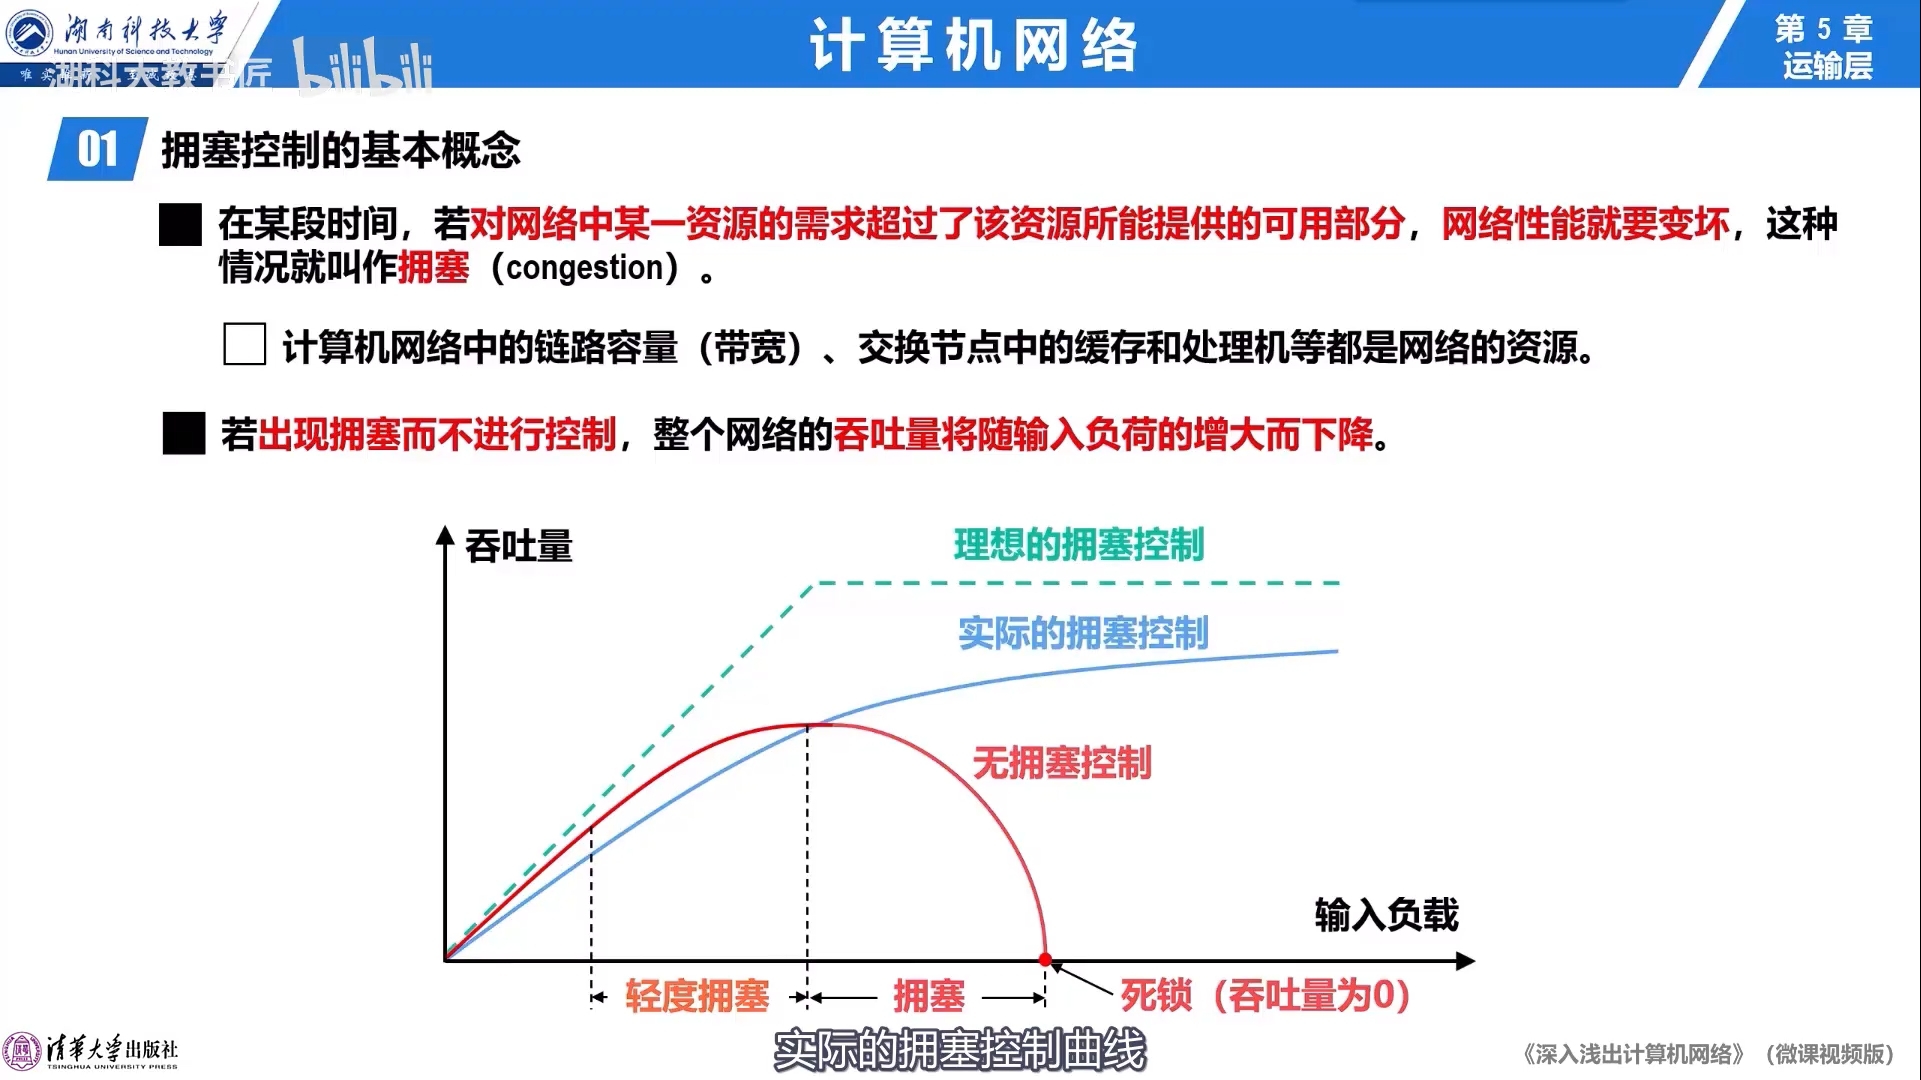 湖南科技大学
Hunan University of Science and Technology
湖科大教书匠 bilibili
计算机网络
第 5 章
运输层
01 拥塞控制的基本概念
在某段时间，若对网络中某一资源的需求超过了该资源所能提供的可用部分，网络性能就要变坏，这种
情况就叫作拥塞（congestion）。
计算机网络中的链路容量（带宽）、交换节点中的缓存和处理机等都是网络的资源。
若出现拥塞而不进行控制，整个网络的吞吐量将随输入负荷的增大而下降。
吞吐量
理想的拥塞控制
实际的拥塞控制
无拥塞控制
输入负载
轻度拥塞
拥塞
死锁（吞吐量为0）
实际的拥塞控制曲线
清华大学出版社
TSINGHUA UNIVERSITY PRESS
《深入浅出计算机网络》（微课视频版）